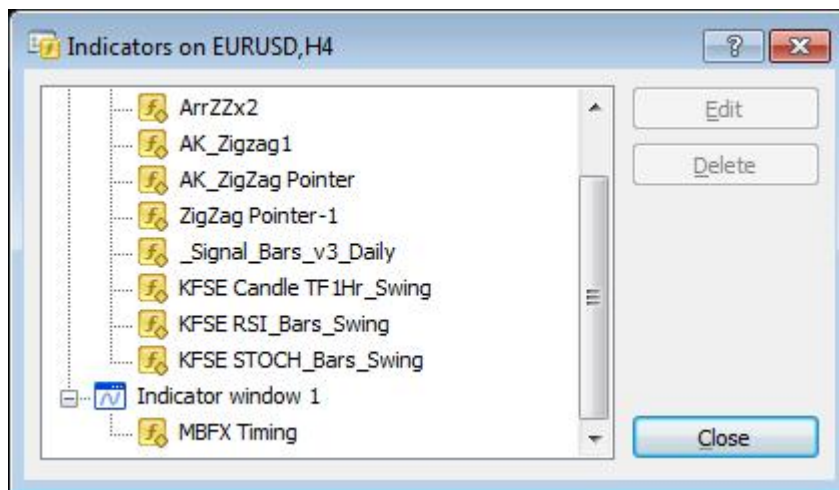 Indicators on EURUSD,H4
ArrZZx2
AK_Zigzag1
AK_ZigZag Pointer
ZigZag Pointer-1
_Signal_Bars_v3_Daily
KFSE Candle TF1Hr_Swing
KFSE RSI_Bars_Swing
KFSE STOCH_Bars_Swing
Indicator window 1
MBFX Timing
Edit
Delete
Close